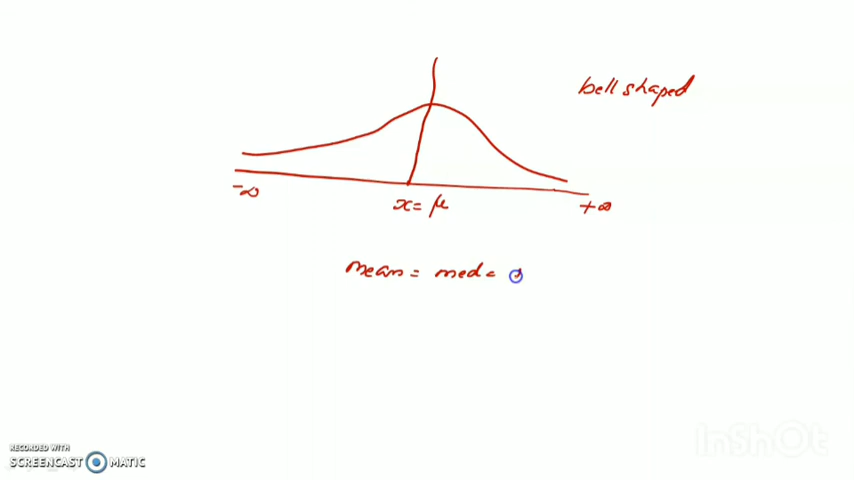 bell shaped
-∞
x = μ
+∞
mean = med =
RECORDED WITH
SCREENCAST MATIC
InShOt